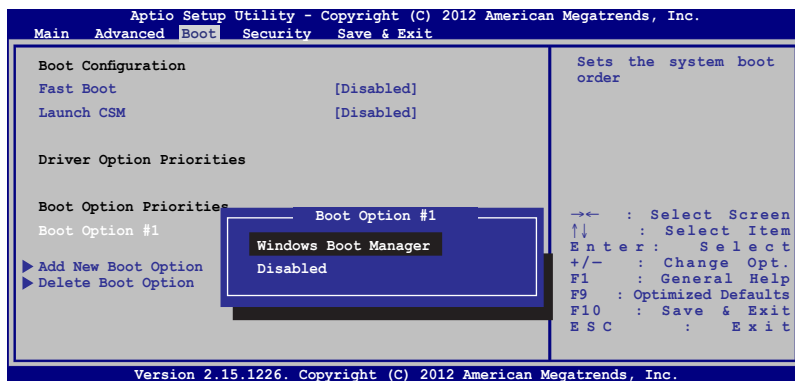 Aptio Setup Utility - Copyright (C) 2012 American Megatrends, Inc.
Main Advanced Boot Security Save & Exit
Boot Configuration
Fast Boot [Disabled]
Launch CSM [Disabled]
Driver Option Priorities
Boot Option Priorities
Boot Option #1
Add New Boot Option
Delete Boot Option
Boot Option #1
Windows Boot Manager
Disabled
Sets the system boot
order
→← : Select Screen
↑↓ : Select Item
Enter: Select
+/— : Change Opt.
F1 : General Help
F9 : Optimized Defaults
F10 : Save & Exit
ESC : Exit
Version 2.15.1226. Copyright (C) 2012 American Megatrends, Inc.